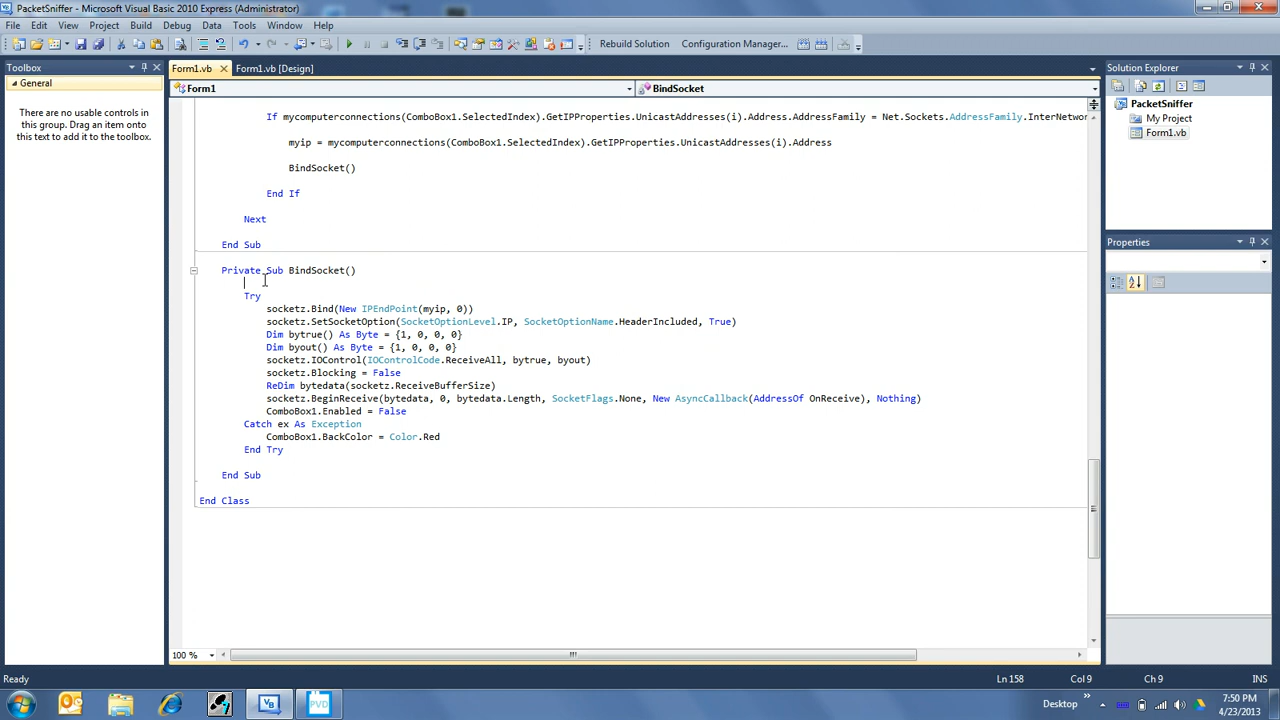 PacketSniffer - Microsoft Visual Basic 2010 Express (Administrator)
File Edit View Project Build Debug Data Tools Window Help
Rebuild Solution Configuration Manager...
Toolbox
General
There are no usable controls in
this group. Drag an item onto
this text to add it to the toolbox.
Form1.vb Form1.vb [Design]
Form1 BindSocket
If mycomputerconnections(ComboBox1.SelectedIndex).GetIPProperties.UnicastAddresses(i).Address.AddressFamily = Net.Sockets.AddressFamily.InterNetwor
myip = mycomputerconnections(ComboBox1.SelectedIndex).GetIPProperties.UnicastAddresses(i).Address
BindSocket()
End If
Next
End Sub
Private Sub BindSocket()
Try
socketz.Bind(New IPEndPoint(myip, 0))
socketz.SetSocketOption(SocketOptionLevel.IP, SocketOptionName.HeaderIncluded, True)
Dim bytrue() As Byte = {1, 0, 0, 0}
Dim byout() As Byte = {1, 0, 0, 0}
socketz.IOControl(IOControlCode.ReceiveAll, bytrue, byout)
socketz.Blocking = False
ReDim bytedata(socketz.ReceiveBufferSize)
socketz.BeginReceive(bytedata, 0, bytedata.Length, SocketFlags.None, New AsyncCallback(AddressOf OnReceive), Nothing)
ComboBox1.Enabled = False
Catch ex As Exception
ComboBox1.BackColor = Color.Red
End Try
End Sub
End Class
100 %
Solution Explorer
PacketSniffer
My Project
Form1.vb
Properties
Ready Ln 158 Col 9 Ch 9 INS
PVD
Desktop
7:50 PM
4/23/2013